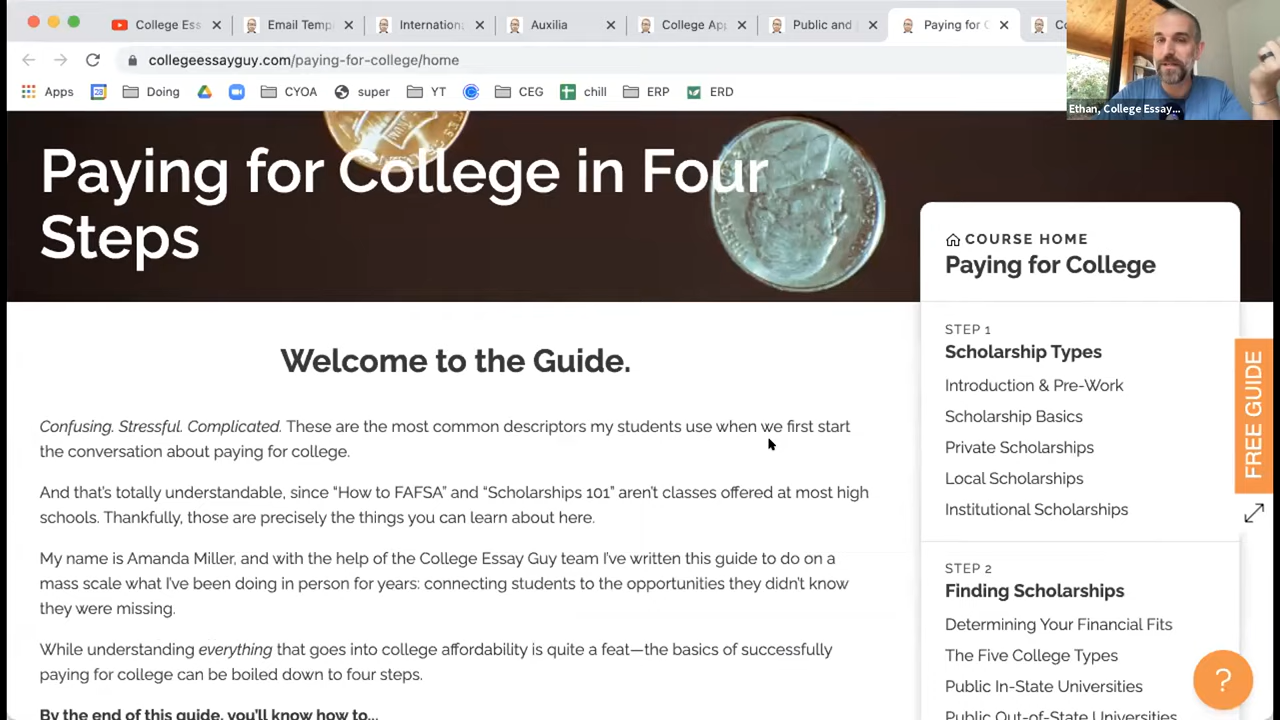 College Ess
Email Temp
Internationa
Auxilia
College Ap
Public and
Paying for C
Co
collegeessayguy.com/paying-for-college/home
Apps
Doing
CYOA
super
YT
CEG
chill
ERP
ERD
Ethan, College Essay...
Paying for College in Four
Steps
COURSE HOME
Paying for College
STEP 1
Scholarship Types
Introduction & Pre-Work
Scholarship Basics
Private Scholarships
Local Scholarships
Institutional Scholarships
STEP 2
Finding Scholarships
Determining Your Financial Fits
The Five College Types
Public In-State Universities
Public Out-of-State Universities
FREE GUIDE
?
Welcome to the Guide.
Confusing. Stressful. Complicated. These are the most common descriptors my students use when we first start
the conversation about paying for college.
And that's totally understandable, since “How to FAFSA” and “Scholarships 101” aren't classes offered at most high
schools. Thankfully, those are precisely the things you can learn about here.
My name is Amanda Miller, and with the help of the College Essay Guy team I've written this guide to do on a
mass scale what I've been doing in person for years: connecting students to the opportunities they didn't know
they were missing.
While understanding everything that goes into college affordability is quite a feat—the basics of successfully
paying for college can be boiled down to four steps.
By the end of this guide, you'll know how to...